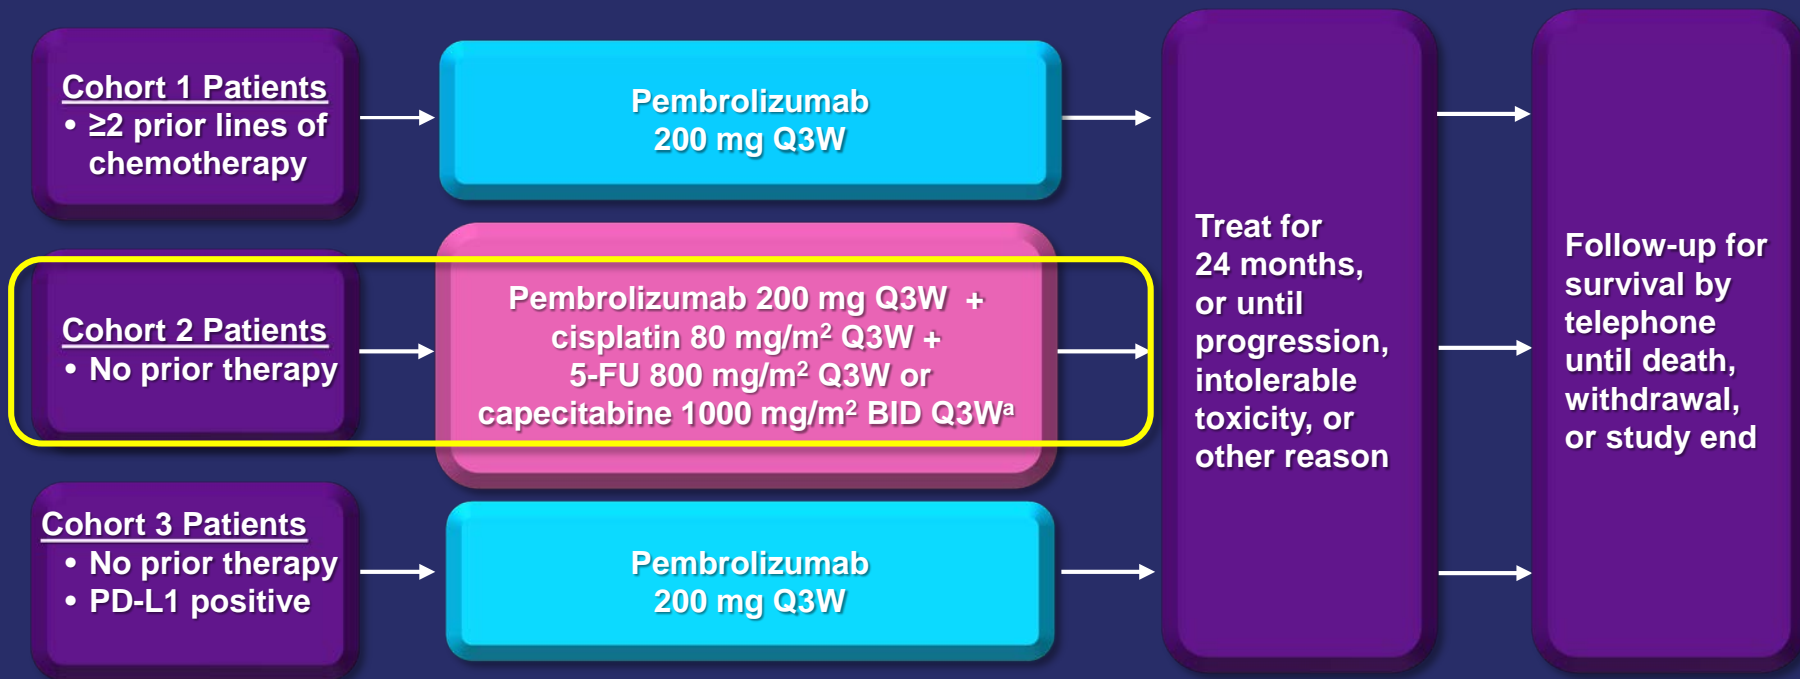 Cohort 1 Patients
• ≥2 prior lines of
chemotherapy
Pembrolizumab
200 mg Q3W
Cohort 2 Patients
• No prior therapy
Pembrolizumab 200 mg Q3W +
cisplatin 80 mg/m² Q3W +
5-FU 800 mg/m² Q3W or
capecitabine 1000 mg/m² BID Q3Wᵃ
Cohort 3 Patients
• No prior therapy
• PD-L1 positive
Pembrolizumab
200 mg Q3W
Treat for
24 months,
or until
progression,
intolerable
toxicity, or
other reason
Follow-up for
survival by
telephone
until death,
withdrawal,
or study end